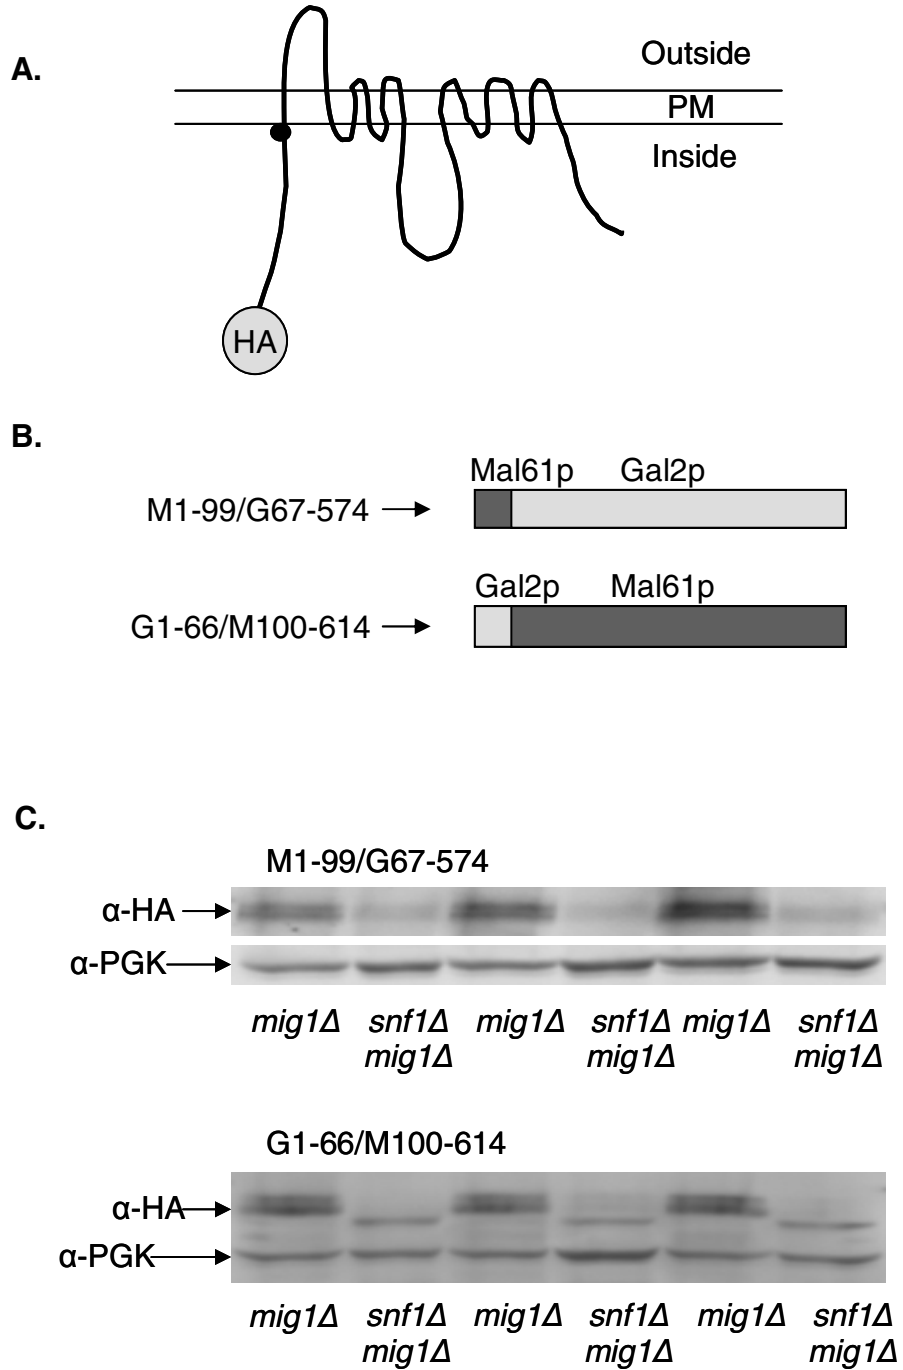 A.
Outside
PM
Inside
HA
B.
Mal61p Gal2p
M1-99/G67-574
Gal2p Mal61p
G1-66/M100-614
C.
M1-99/G67-574
α-HA
α-PGK
mig1Δ snf1Δ mig1Δ snf1Δ mig1Δ snf1Δ
mig1Δ mig1Δ mig1Δ
G1-66/M100-614
α-HA
α-PGK
mig1Δ snf1Δ mig1Δ snf1Δ mig1Δ snf1Δ
mig1Δ mig1Δ mig1Δ